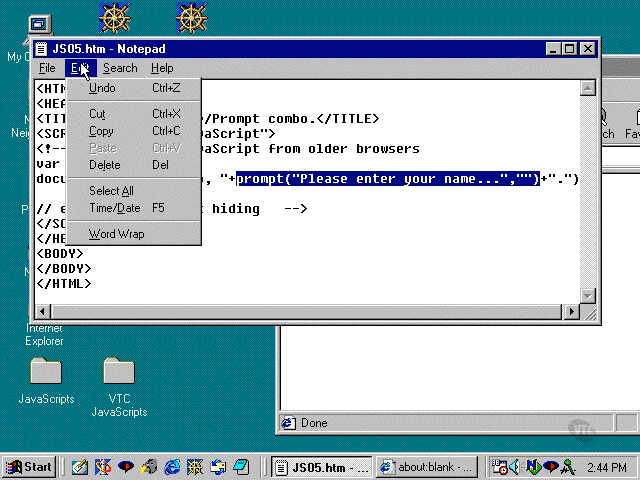 JS05.htm - Notepad
File Edit Search Help
Undo Ctrl+Z
Cut Ctrl+X
Copy Ctrl+C
Paste Ctrl+V
Delete Del
Select All
Time/Date F5
Word Wrap
<HTM
<HEA
<TIT /Prompt combo.</TITLE>
<SCR aScript">
<!-- aScript from older browsers
var
docu , "+prompt("Please enter your name...","")+".")
// e t hiding -->
</SC
</HE
<BODY>
</BODY>
</HTML>
My C
Nei
P
Internet
Explorer
JavaScripts
VTC
JavaScripts
ch Fav
Done
Start
JS05.htm - ...
about:blank - ...
2:44 PM